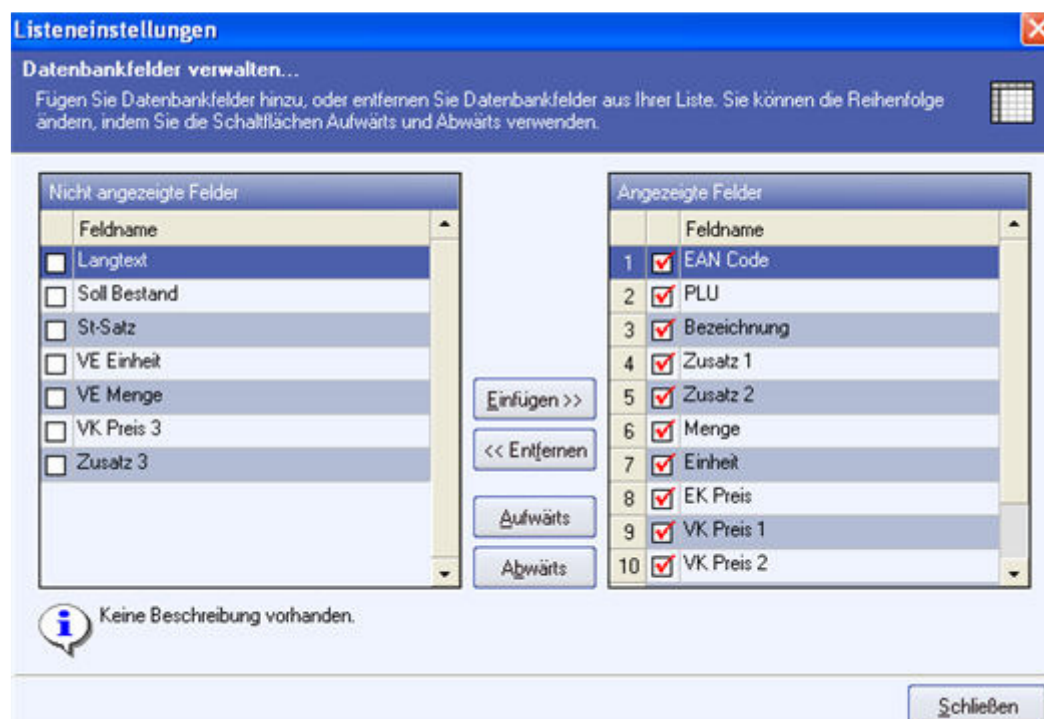 Listeneinstellungen
Datenbankfelder verwalten...
Fügen Sie Datenbankfelder hinzu, oder entfernen Sie Datenbankfelder aus Ihrer Liste. Sie können die Reihenfolge
ändern, indem Sie die Schaltflächen Aufwärts und Abwärts verwenden.
Nicht angezeigte Felder
Feldname
Langtext
Soll Bestand
St-Satz
VE Einheit
VE Menge
VK Preis 3
Zusatz 3
Einfügen >>
<< Entfernen
Aufwärts
Abwärts
Angezeigte Felder
Feldname
1 EAN Code
2 PLU
3 Bezeichnung
4 Zusatz 1
5 Zusatz 2
6 Menge
7 Einheit
8 EK Preis
9 VK Preis 1
10 VK Preis 2
Keine Beschreibung vorhanden.
Schließen